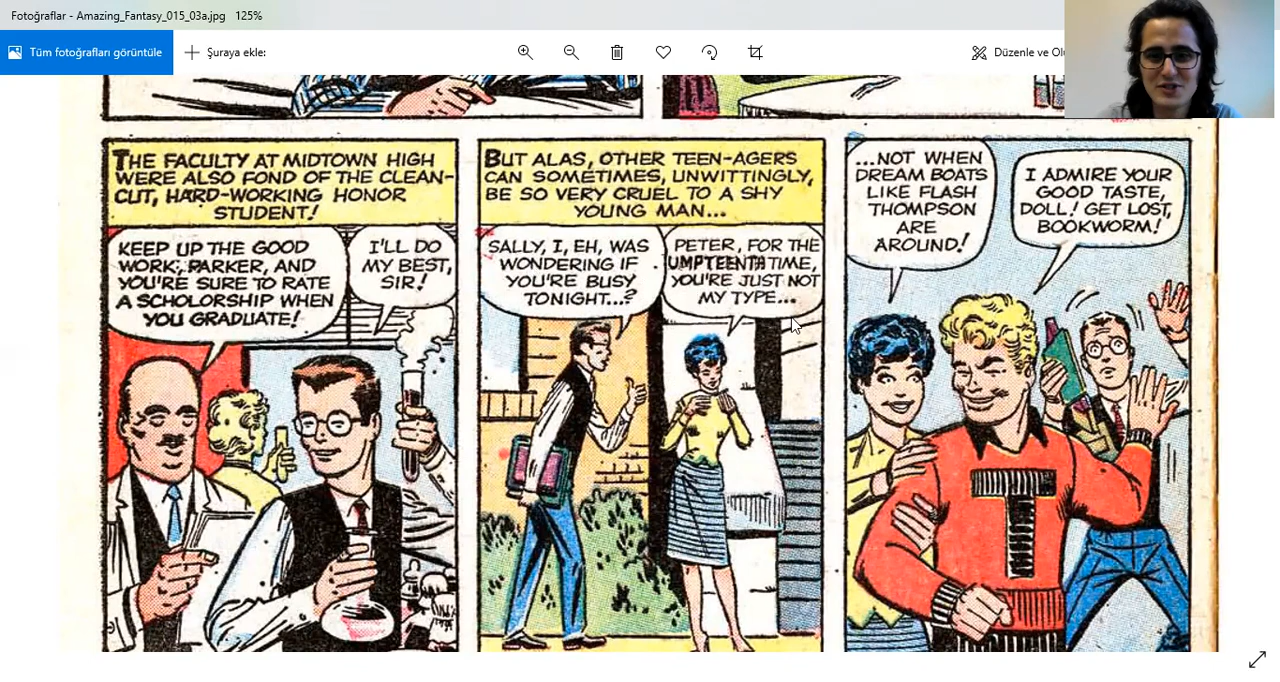 Fotoğraflar - Amazing_Fantasy_015_03a.jpg 125%
Tüm fotoğrafları görüntüle
Şuraya ekle:
Düzenle ve Olu
THE FACULTY AT MIDTOWN HIGH
WERE ALSO FOND OF THE CLEAN-
CUT, HARD-WORKING HONOR
STUDENT!
KEEP UP THE GOOD
WORK, PARKER, AND
YOU'RE SURE TO RATE
A SCHOLORSHIP WHEN
YOU GRADUATE!
I'LL DO
MY BEST,
SIR!
BUT ALAS, OTHER TEEN-AGERS
CAN SOMETIMES, UNWITTINGLY,
BE SO VERY CRUEL TO A SHY
YOUNG MAN...
SALLY, I, EH, WAS
WONDERING IF
YOU'RE BUSY
TONIGHT...?
PETER, FOR THE
UMPTEENTH TIME,
YOU'RE JUST NOT
MY TYPE...
...NOT WHEN
DREAM BOATS
LIKE FLASH
THOMPSON
ARE
AROUND!
I ADMIRE YOUR
GOOD TASTE,
DOLL! GET LOST,
BOOKWORM!
T